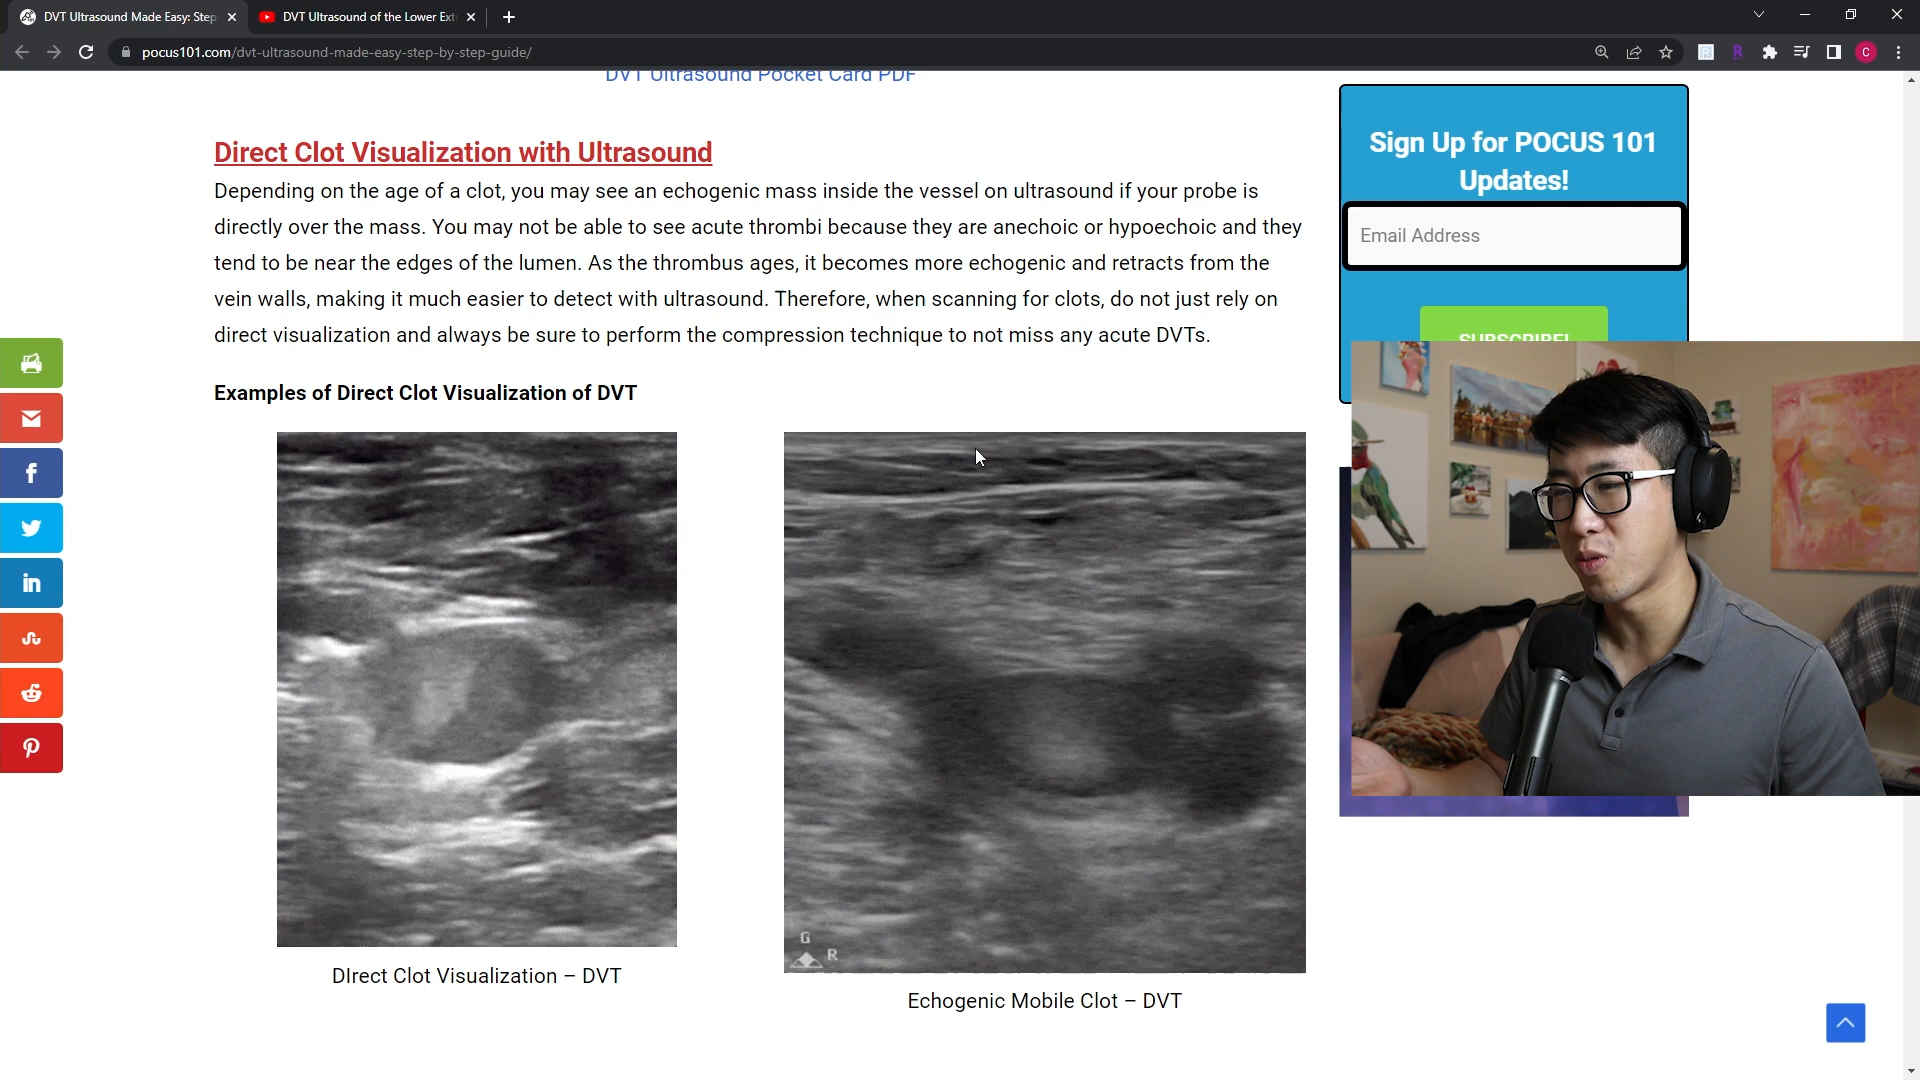 DVT Ultrasound Made Easy: Step
DVT Ultrasound of the Lower Ext
pocus101.com/dvt-ultrasound-made-easy-step-by-step-guide/
C
DVT Ultrasound Pocket Card PDF
Direct Clot Visualization with Ultrasound
Depending on the age of a clot, you may see an echogenic mass inside the vessel on ultrasound if your probe is
directly over the mass. You may not be able to see acute thrombi because they are anechoic or hypoechoic and they
tend to be near the edges of the lumen. As the thrombus ages, it becomes more echogenic and retracts from the
vein walls, making it much easier to detect with ultrasound. Therefore, when scanning for clots, do not just rely on
direct visualization and always be sure to perform the compression technique to not miss any acute DVTs.
Examples of Direct Clot Visualization of DVT
G
R
DIrect Clot Visualization – DVT
Echogenic Mobile Clot – DVT
Sign Up for POCUS 101
Updates!
Email Address
SUBSCRIBE!